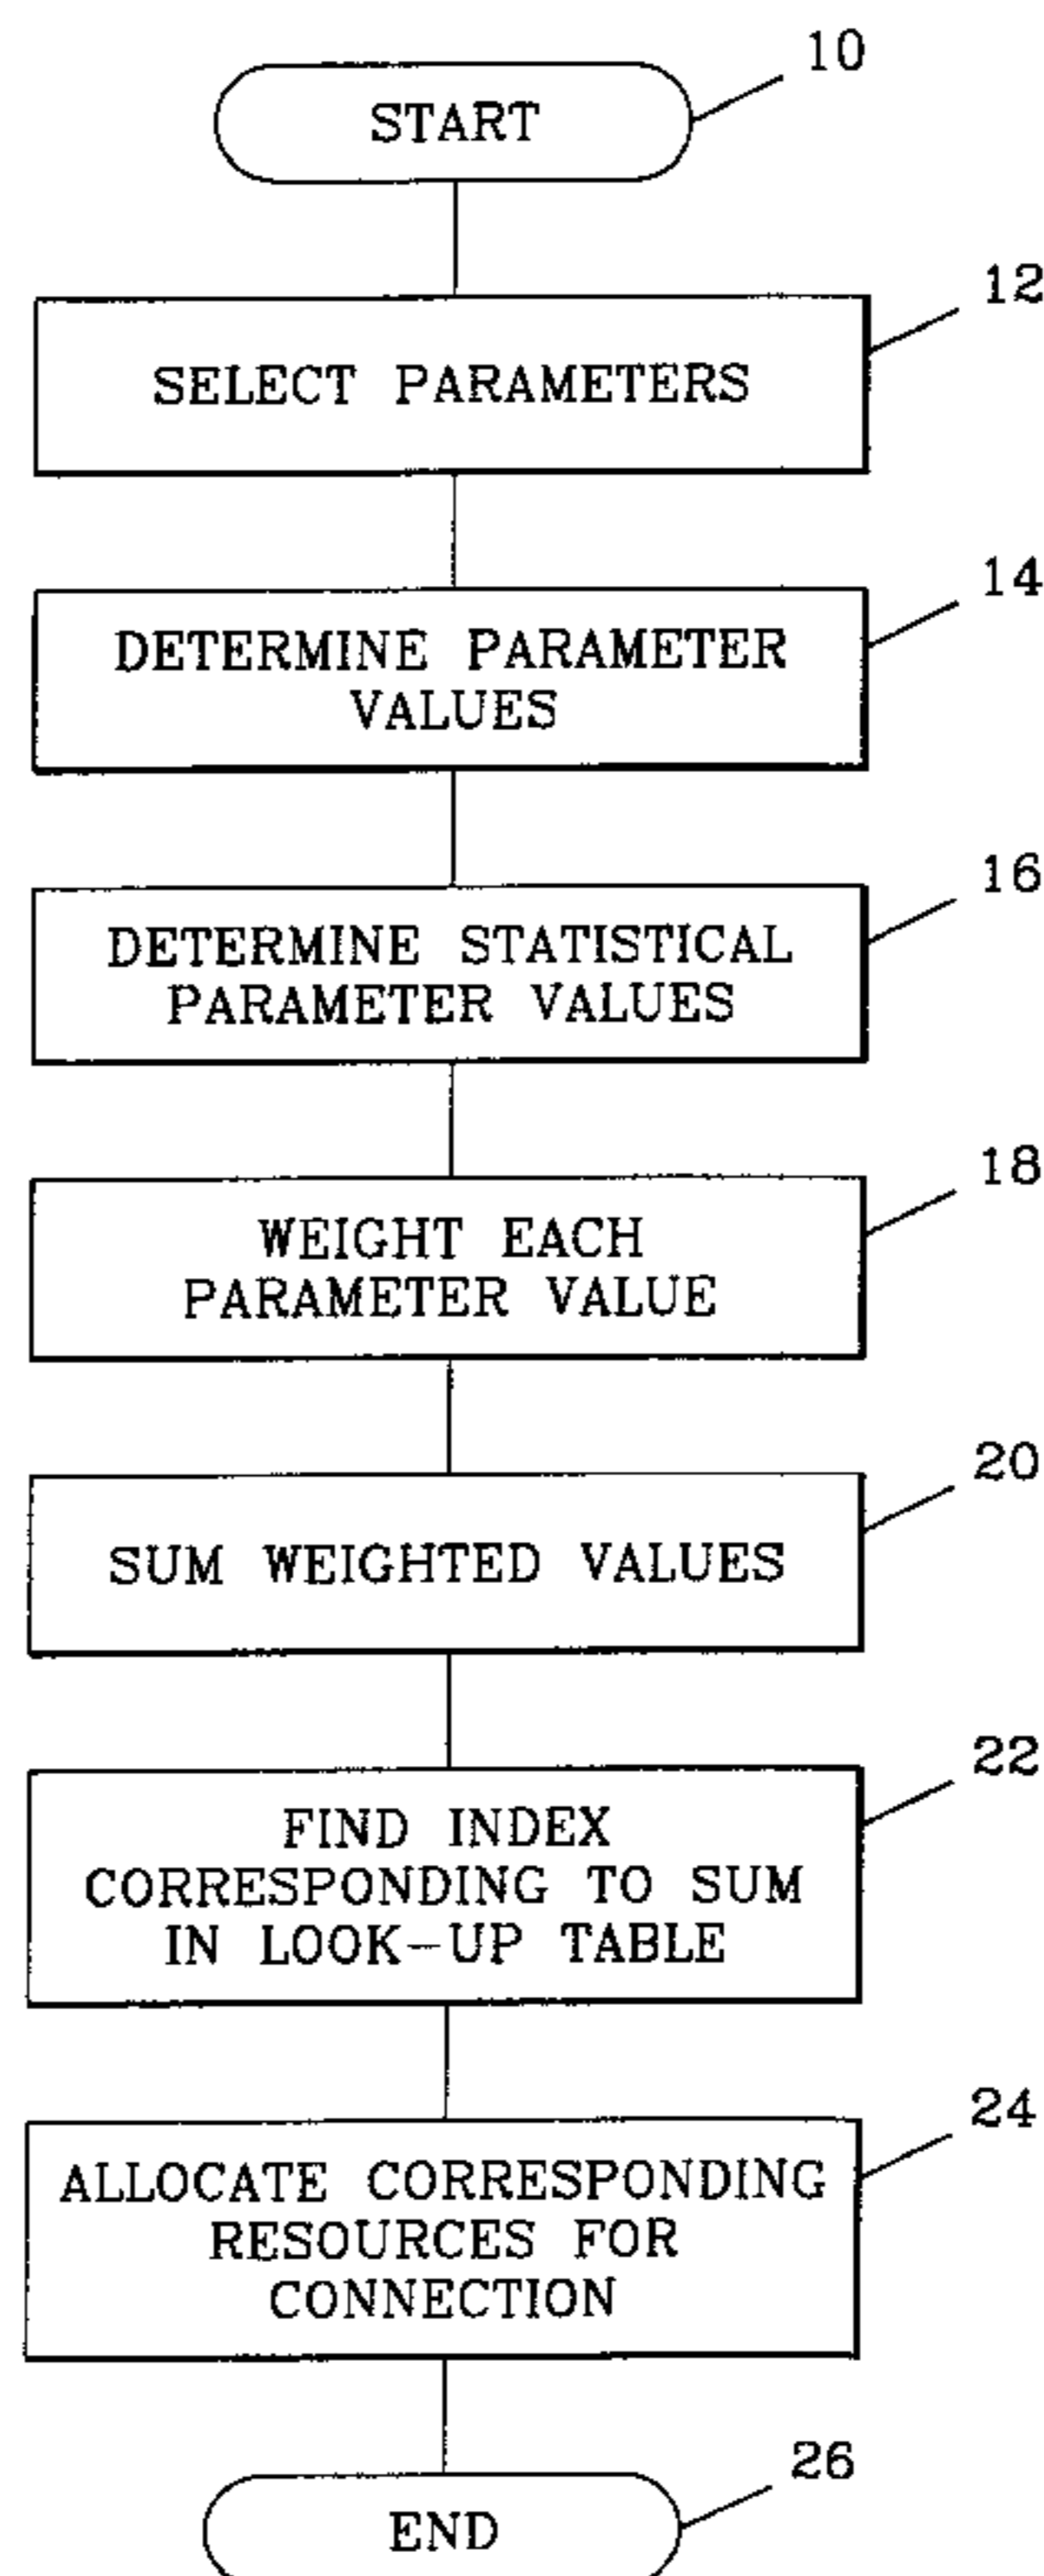 10
START
12
SELECT PARAMETERS
14
DETERMINE PARAMETER
VALUES
16
DETERMINE STATISTICAL
PARAMETER VALUES
18
WEIGHT EACH
PARAMETER VALUE
20
SUM WEIGHTED VALUES
22
FIND INDEX
CORRESPONDING TO SUM
IN LOOK-UP TABLE
24
ALLOCATE CORRESPONDING
RESOURCES FOR
CONNECTION
26
END